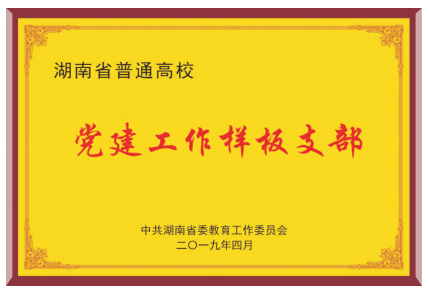 湖南省普通高校
党建工作样板支部
中共湖南省委教育工作委员会
二〇一九年四月